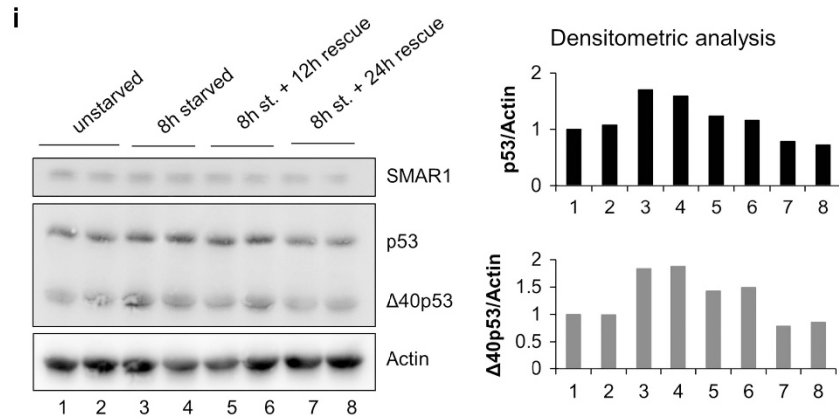 i
unstarved
8h starved
8h st. + 12h rescue
8h st. + 24h rescue
SMAR1
p53
Δ40p53
Actin
1 2 3 4 5 6 7 8
Densitometric analysis
p53/Actin
2
1
0
1 2 3 4 5 6 7 8
Δ40p53/Actin
2
1.5
1
0.5
0
1 2 3 4 5 6 7 8